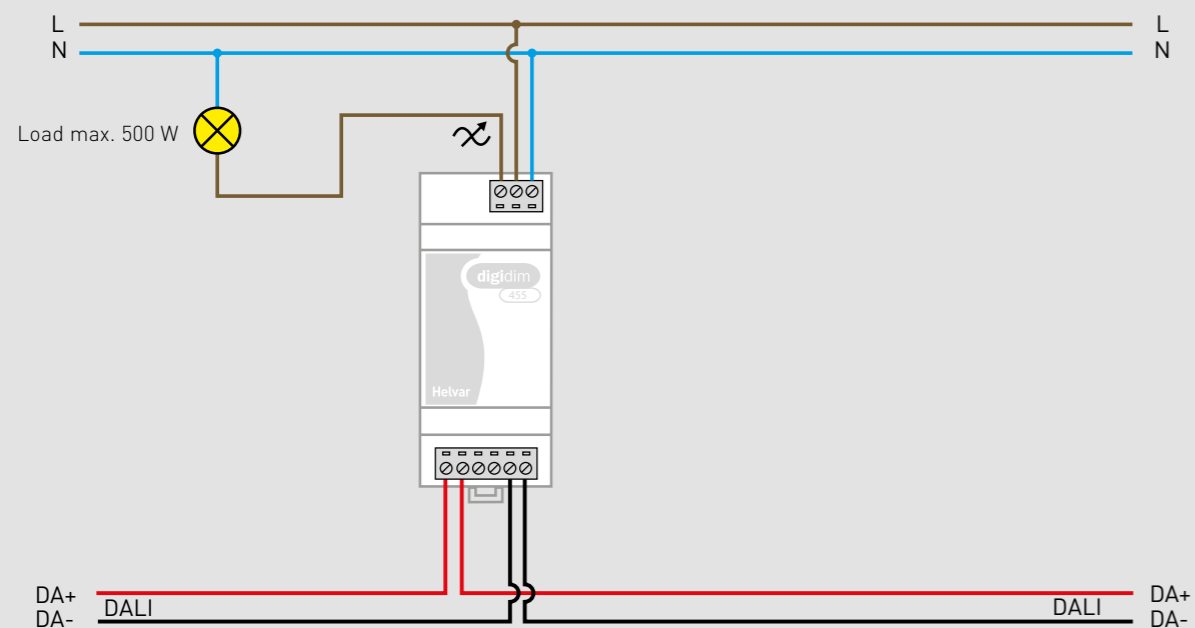 L
L
N
N
Load max. 500 W
digidim
455
Helvar
DA+
DA+
DALI
DALI
DA-
DA-